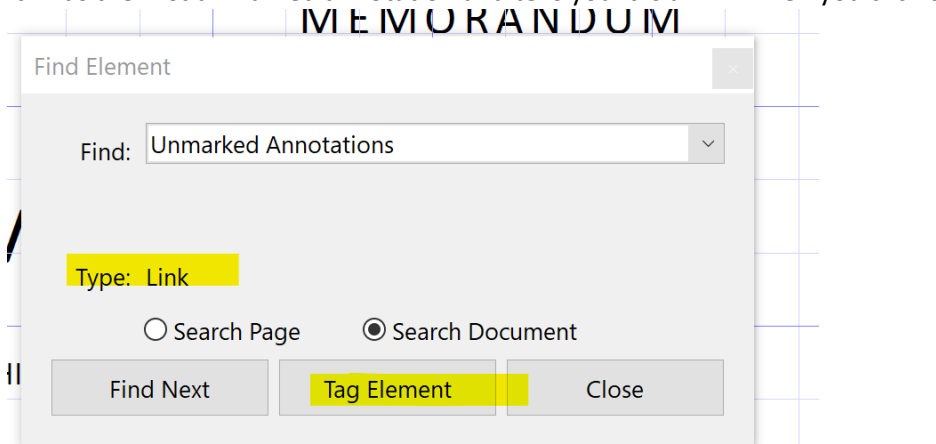 MEMORANDUM
Find Element
Find: Unmarked Annotations
Type: Link
Search Page Search Document
Find Next Tag Element Close